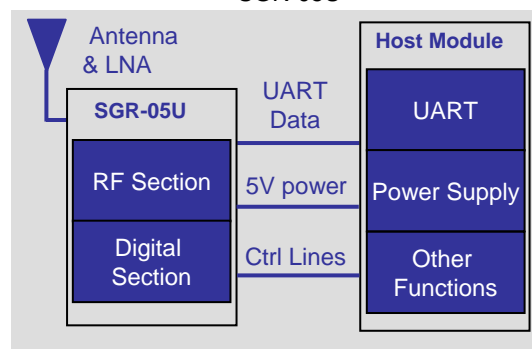 Antenna
& LNA
SGR-05U
RF Section
Digital
Section
UART
Data
5V power
Ctrl Lines
Host Module
UART
Power Supply
Other
Functions